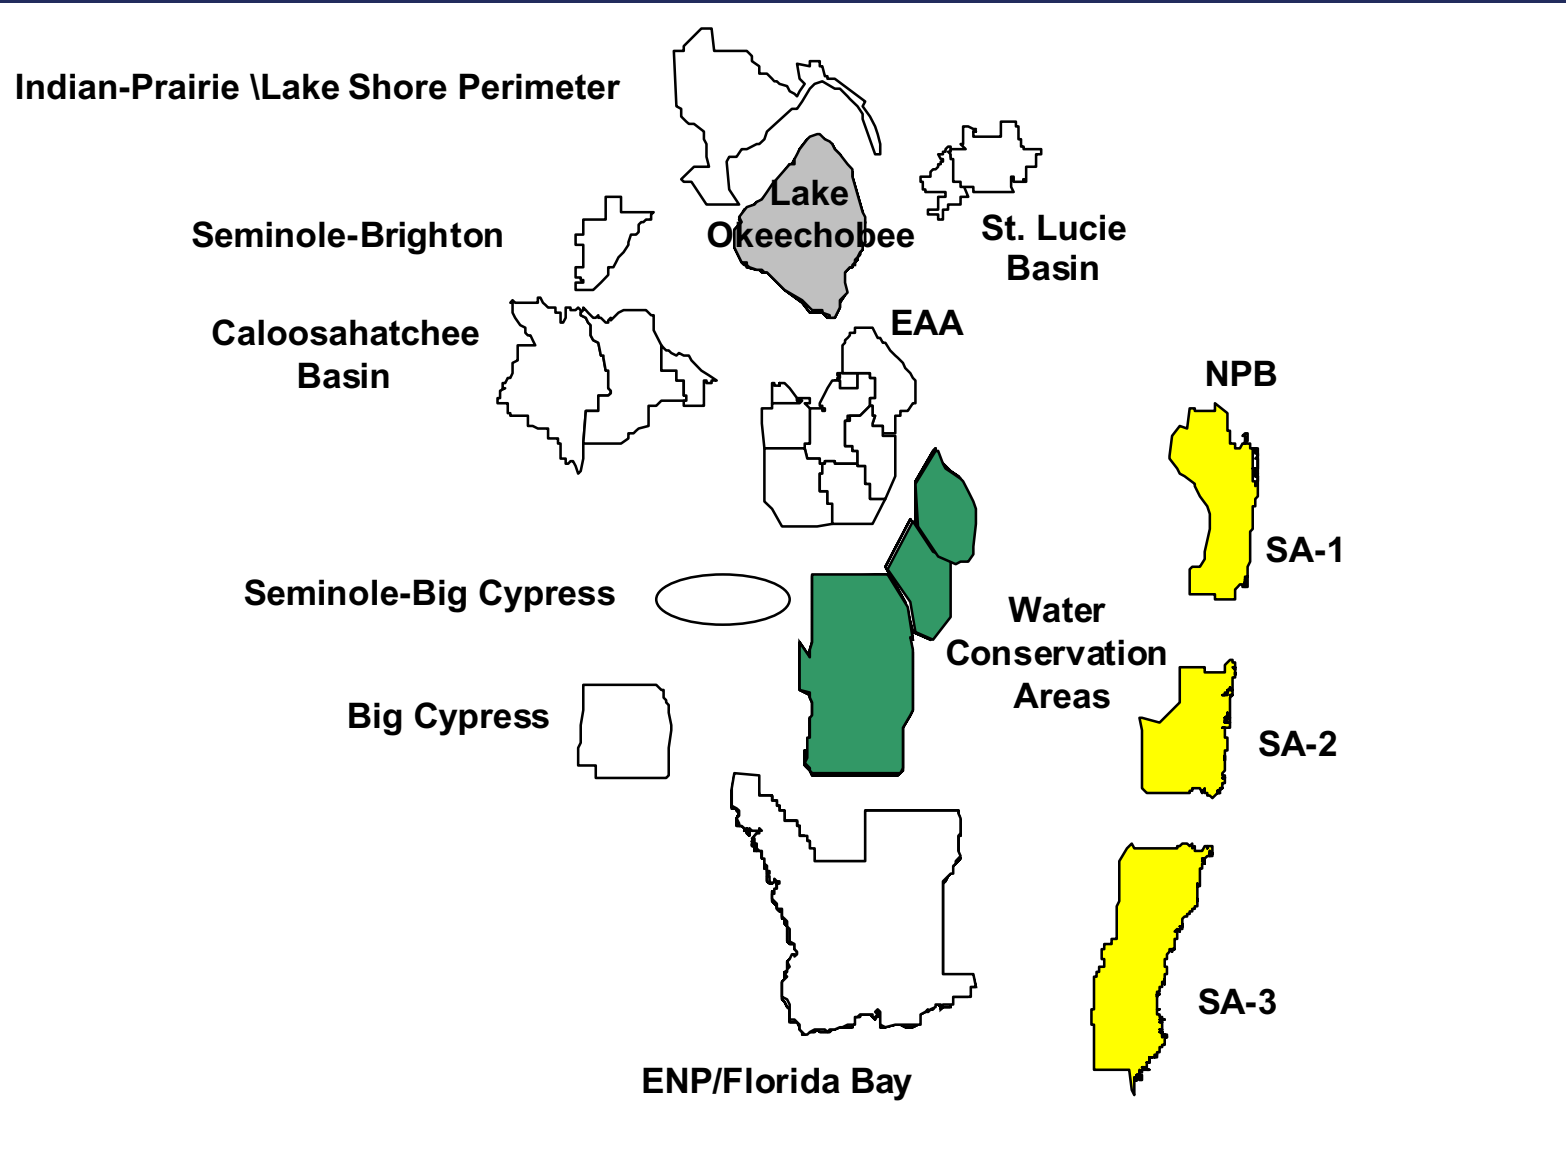 Indian-Prairie \Lake Shore Perimeter
Lake
Okeechobee
Seminole-Brighton
St. Lucie
Basin
Caloosahatchee
Basin
EAA
NPB
SA-1
Seminole-Big Cypress
Water
Conservation
Areas
Big Cypress
SA-2
SA-3
ENP/Florida Bay